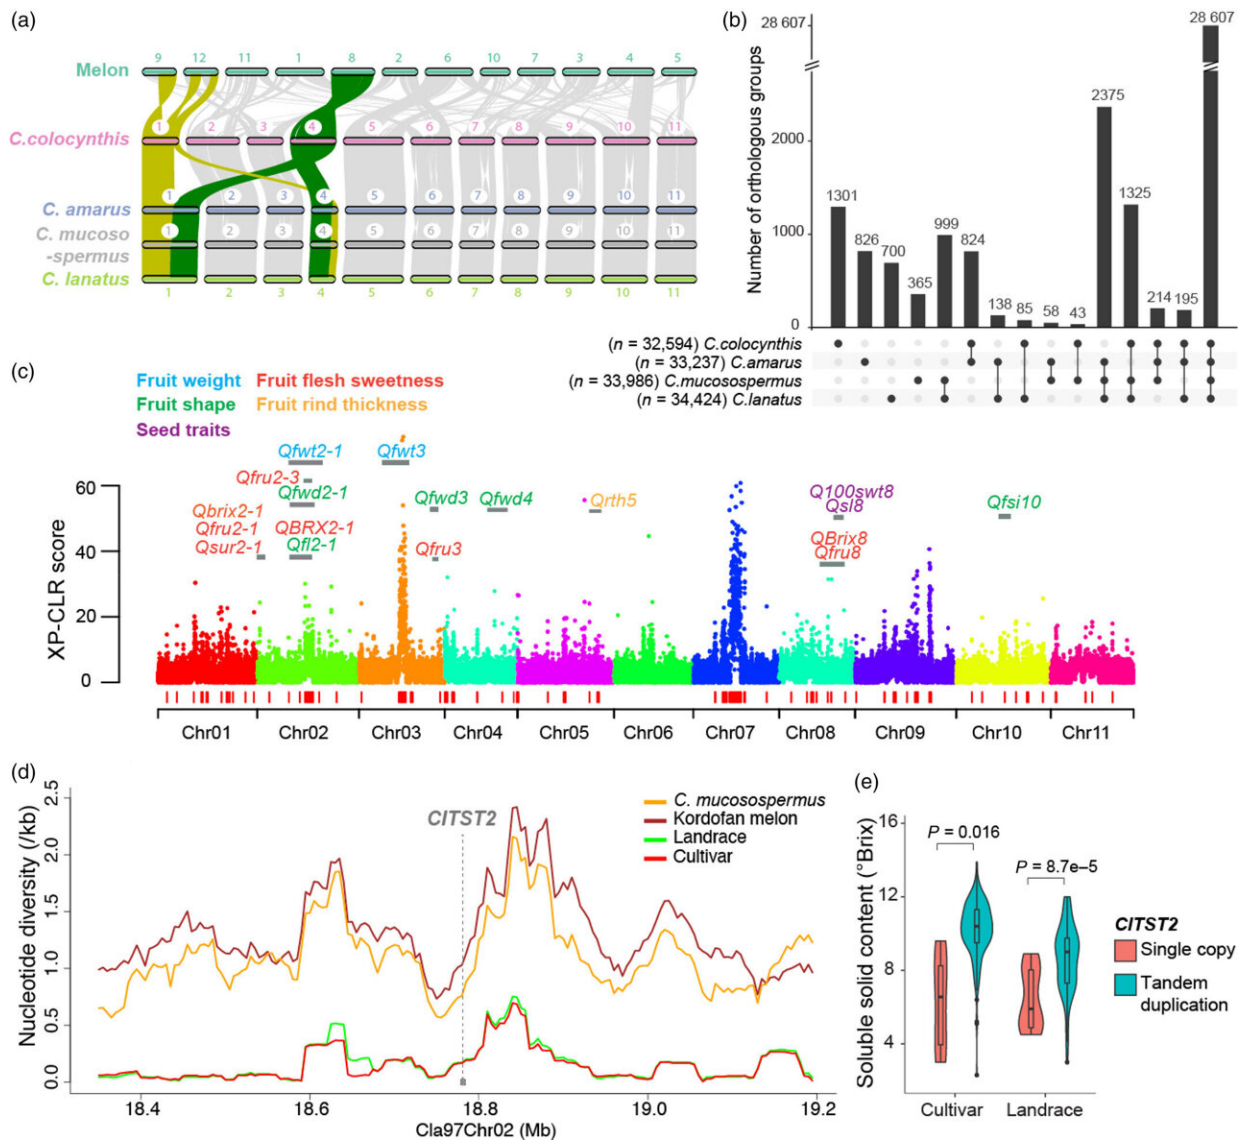 (a)
9 12 11 1 8 2 6 10 7 3 4 5
Melon
1 2 3 4 5 6 7 8 9 10 11
C.colocynthis
1 2 3 4 5 6 7 8 9 10 11
C. amarus
C. mucoso
-spermus
1 2 3 4 5 6 7 8 9 10 11
C. lanatus
1 2 3 4 5 6 7 8 9 10 11
(b)
Number of orthologous groups
28 607
2000
1000
0
1301 826 700 365 999 824 138 85 58 43 2375 1325 214 195 28 607
(n = 32,594) C.colocynthis
(n = 33,237) C.amarus
(n = 33,986) C.mucosospermus
(n = 34,424) C.lanatus
(c)
Fruit weight Fruit flesh sweetness
Fruit shape Fruit rind thickness
Seed traits
XP-CLR score
60
40
20
0
Qfwt2-1 Qfwt3
Qfru2-3
Qfwd2-1 Qfwd3 Qfwd4 Qrth5
Qbrix2-1
Qfru2-1 QBRX2-1
Qsur2-1 Qfl2-1 Qfru3
Q100swt8
Qsl8
QBrix8
Qfru8
Qfsi10
Chr01 Chr02 Chr03 Chr04 Chr05 Chr06 Chr07 Chr08 Chr09 Chr10 Chr11
(d)
Nucleotide diversity (/kb)
2.5
2.0
1.5
1.0
0.5
0.0
ClTST2
C. mucosospermus
Kordofan melon
Landrace
Cultivar
18.4 18.6 18.8 19.0 19.2
Cla97Chr02 (Mb)
(e)
Soluble solid content (°Brix)
16
12
8
4
P = 0.016
P = 8.7e–5
Cultivar Landrace
ClTST2
Single copy
Tandem
duplication